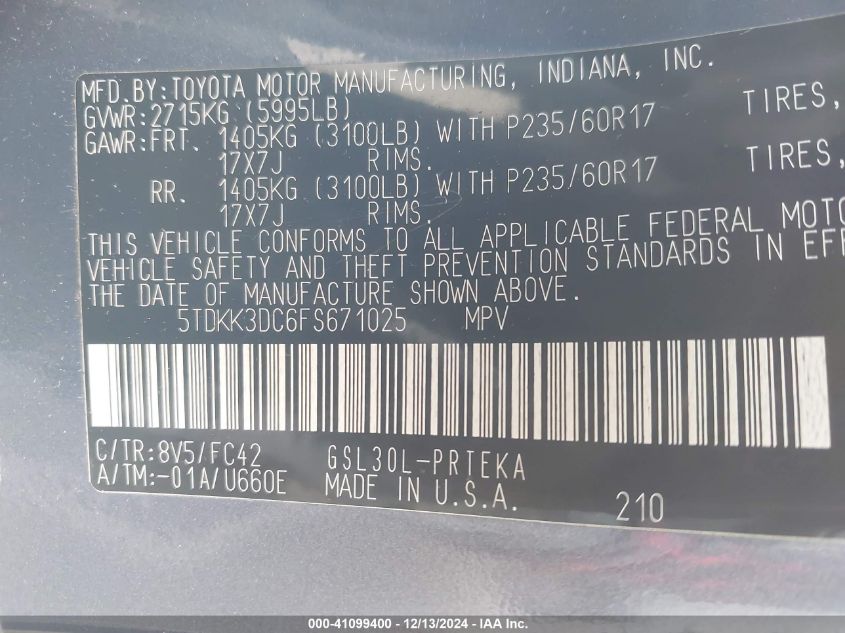 MFD.BY:TOYOTA MOTOR MANUFACTURING, INDIANA, INC.
GVWR:2715KG (5995LB)
GAWR:FRT. 1405KG (3100LB) WITH P235/60R17 TIRES,
17X7J RIMS.
RR. 1405KG (3100LB) WITH P235/60R17 TIRES,
17X7J RIMS.
THIS VEHICLE CONFORMS TO ALL APPLICABLE FEDERAL MOTO
VEHICLE SAFETY AND THEFT PREVENTION STANDARDS IN EFF
THE DATE OF MANUFACTURE SHOWN ABOVE.
5TDKK3DC6FS671025 MPV
C/TR:8V5/FC42 GSL30L-PRTEKA
A/TM:-01A/U660E MADE IN U.S.A.
210
000-41099400 - 12/13/2024 - IAA Inc.